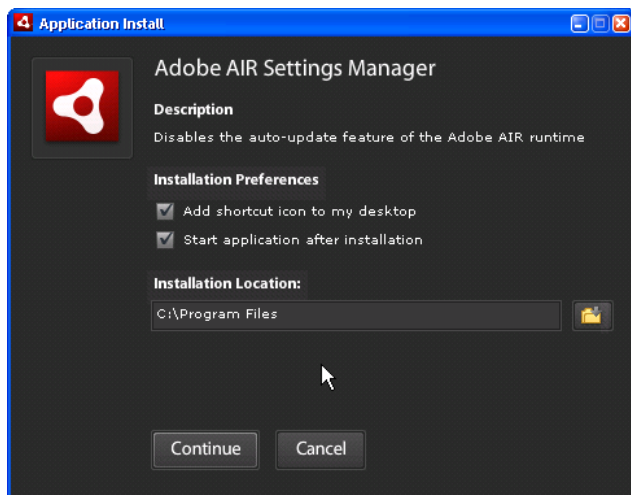 Application Install
Adobe AIR Settings Manager
Description
Disables the auto-update feature of the Adobe AIR runtime
Installation Preferences
Add shortcut icon to my desktop
Start application after installation
Installation Location:
C:\Program Files
Continue
Cancel